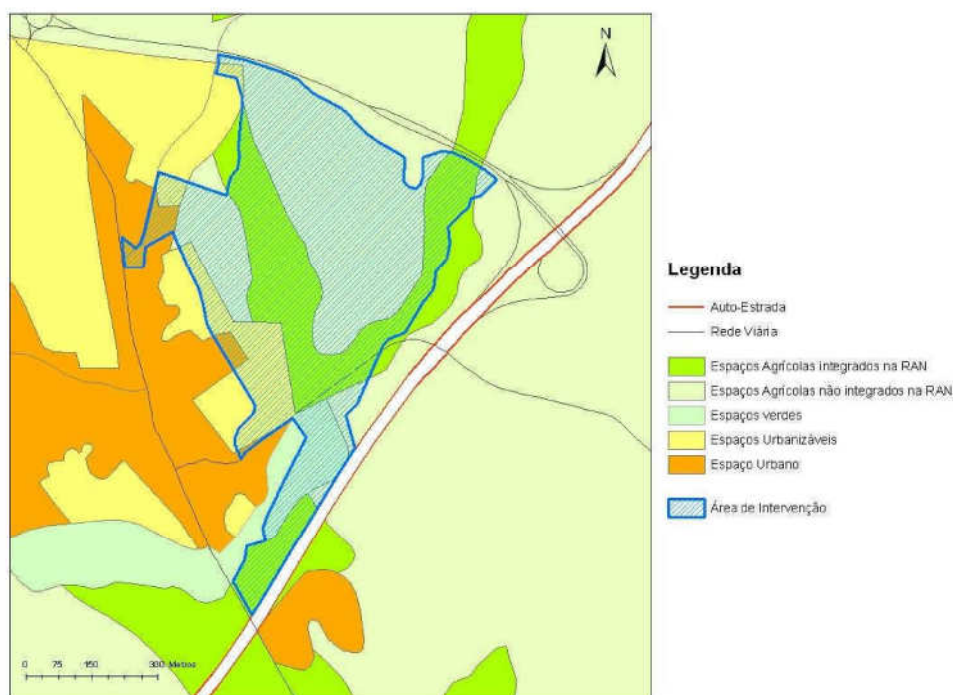 N
Legenda
Auto-Estrada
Rede Viária
Espaços Agrícolas integrados na RAN
Espaços Agrícolas não integrados na RAN
Espaços verdes
Espaços Urbanizáveis
Espaço Urbano
Área de Intervenção
0 75 150 300 Metros